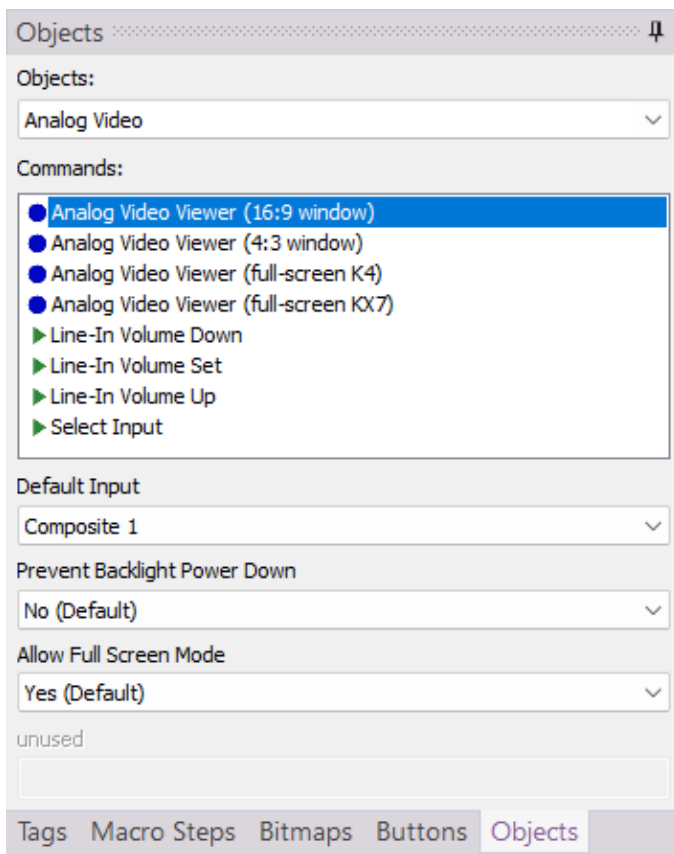 Objects
Objects:
Analog Video
Commands:
Analog Video Viewer (16:9 window)
Analog Video Viewer (4:3 window)
Analog Video Viewer (full-screen K4)
Analog Video Viewer (full-screen KX7)
Line-In Volume Down
Line-In Volume Set
Line-In Volume Up
Select Input
Default Input
Composite 1
Prevent Backlight Power Down
No (Default)
Allow Full Screen Mode
Yes (Default)
unused
Tags Macro Steps Bitmaps Buttons Objects